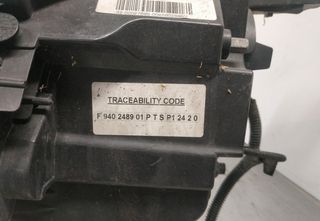 TRACEABILITY CODE
F 940 2489 01 P T S P1 24 2 0